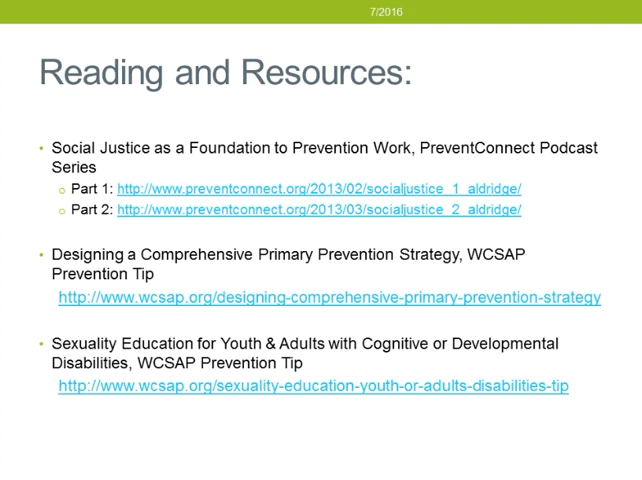 7/2016
Reading and Resources:
• Social Justice as a Foundation to Prevention Work, PreventConnect Podcast
Series
o Part 1: http://www.preventconnect.org/2013/02/socialjustice_1_aldridge/
o Part 2: http://www.preventconnect.org/2013/03/socialjustice_2_aldridge/
• Designing a Comprehensive Primary Prevention Strategy, WCSAP
Prevention Tip
http://www.wcsap.org/designing-comprehensive-primary-prevention-strategy
• Sexuality Education for Youth & Adults with Cognitive or Developmental
Disabilities, WCSAP Prevention Tip
http://www.wcsap.org/sexuality-education-youth-or-adults-disabilities-tip